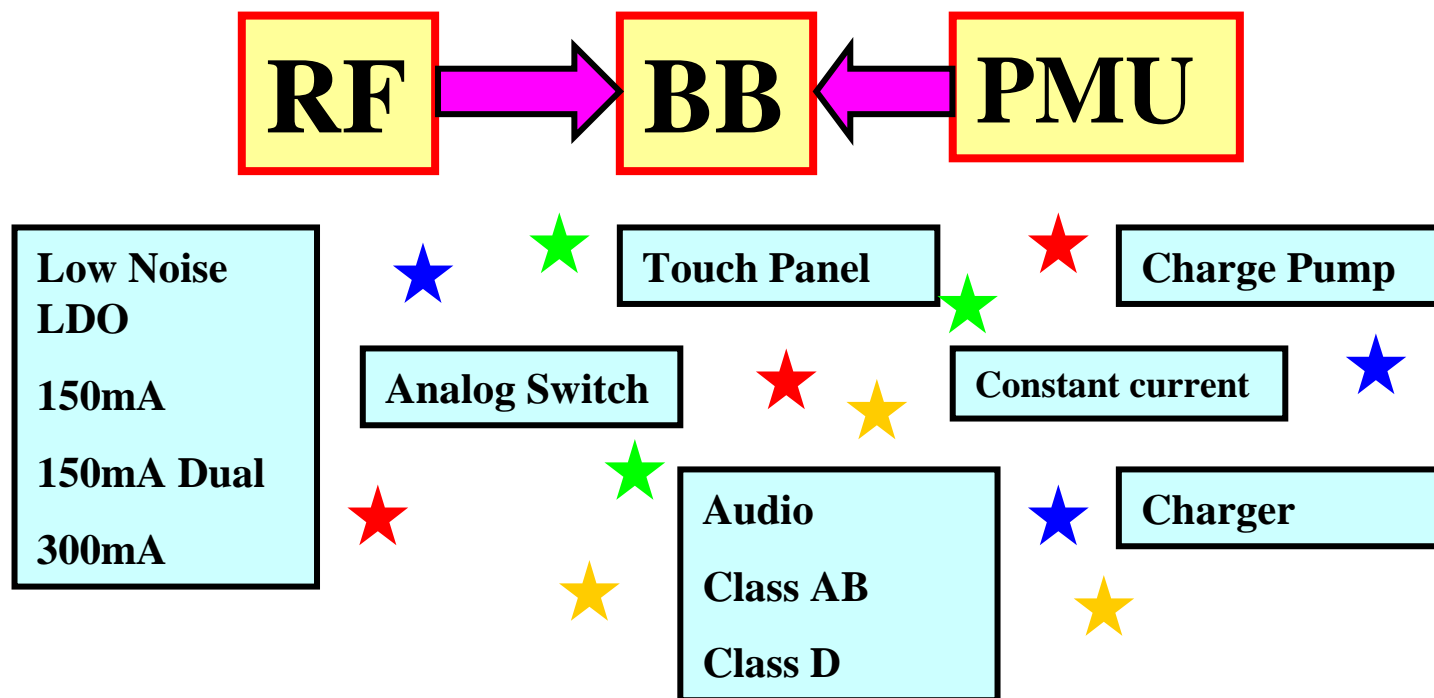 RF
BB
PMU
Low Noise
LDO
150mA
150mA Dual
300mA
Touch Panel
Charge Pump
Analog Switch
Constant current
Audio
Class AB
Class D
Charger